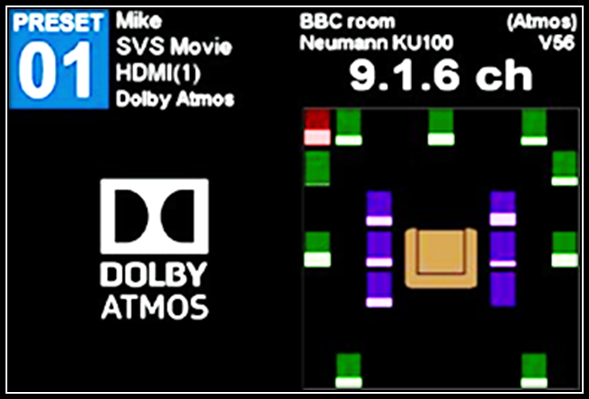 PRESET
01
Mike
SVS Movie
HDMI(1)
Dolby Atmos
BBC room (Atmos)
Neumann KU100 V56
9.1.6 ch
DOLBY
ATMOS